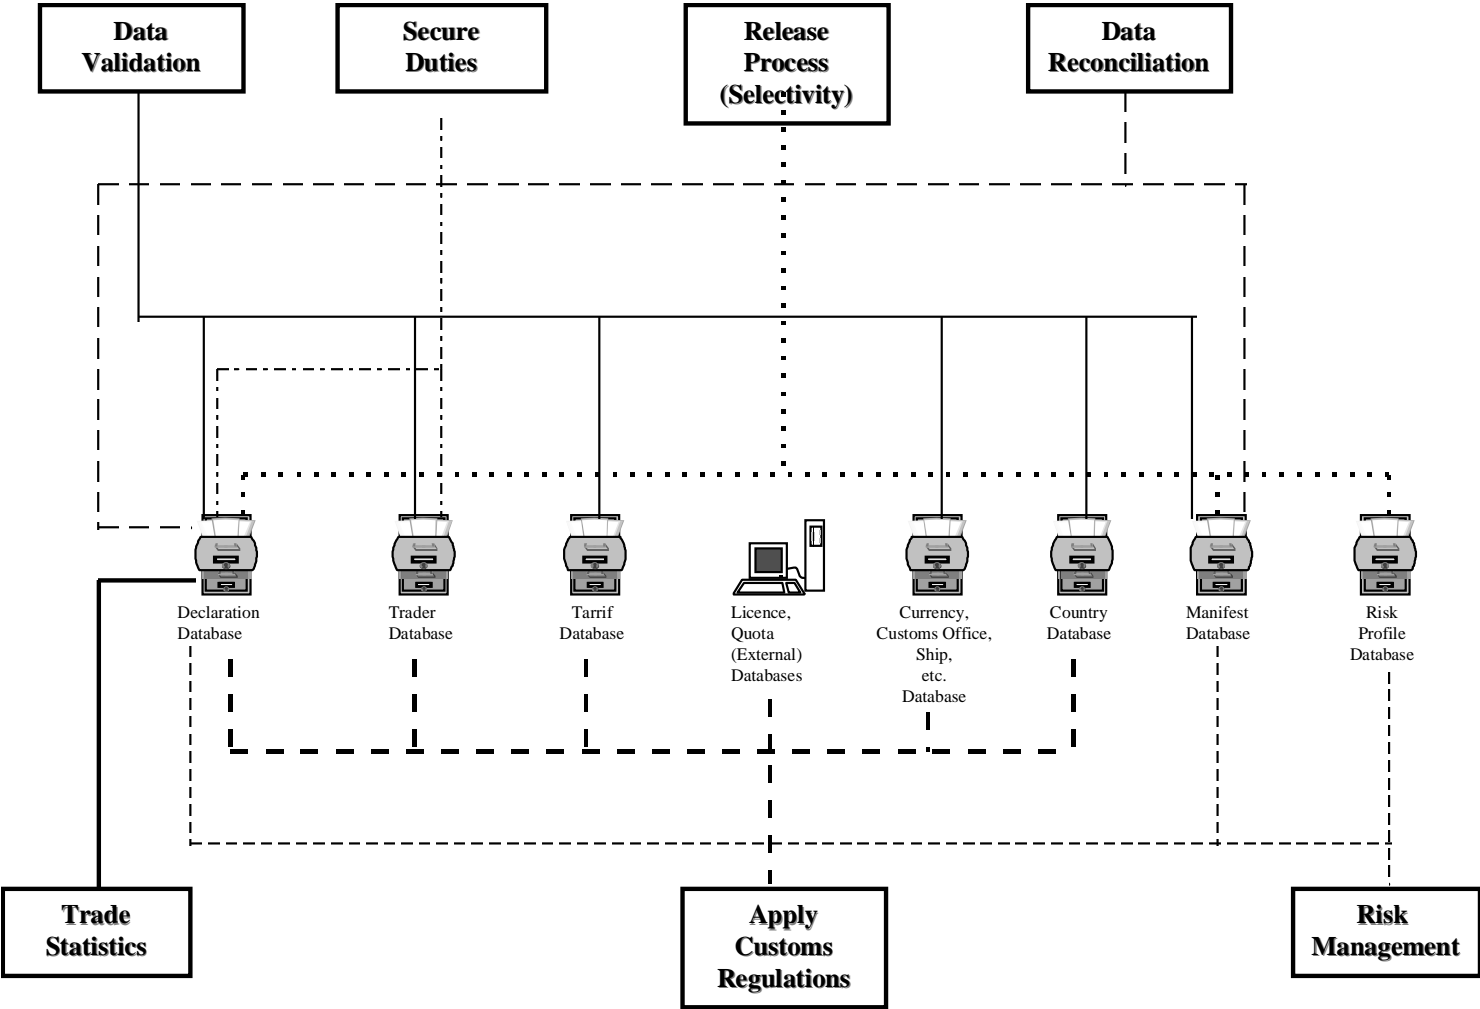 Data
Validation
Secure
Duties
Release
Process
(Selectivity)
Data
Reconciliation
Declaration
Database
Trader
Database
Tarrif
Database
Licence,
Quota
(External)
Databases
Currency,
Customs Office,
Ship,
etc.
Database
Country
Database
Manifest
Database
Risk
Profile
Database
Trade
Statistics
Apply
Customs
Regulations
Risk
Management